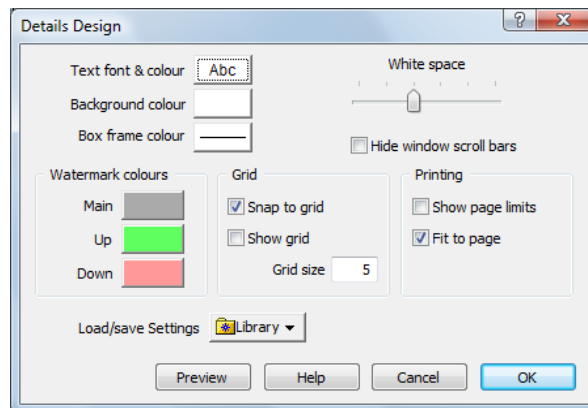 Details Design
?
Text font & colour Abc
White space
Background colour
Box frame colour
Hide window scroll bars
Watermark colours
Main
Up
Down
Grid
Snap to grid
Show grid
Grid size 5
Printing
Show page limits
Fit to page
Load/save Settings Library
Preview Help Cancel OK